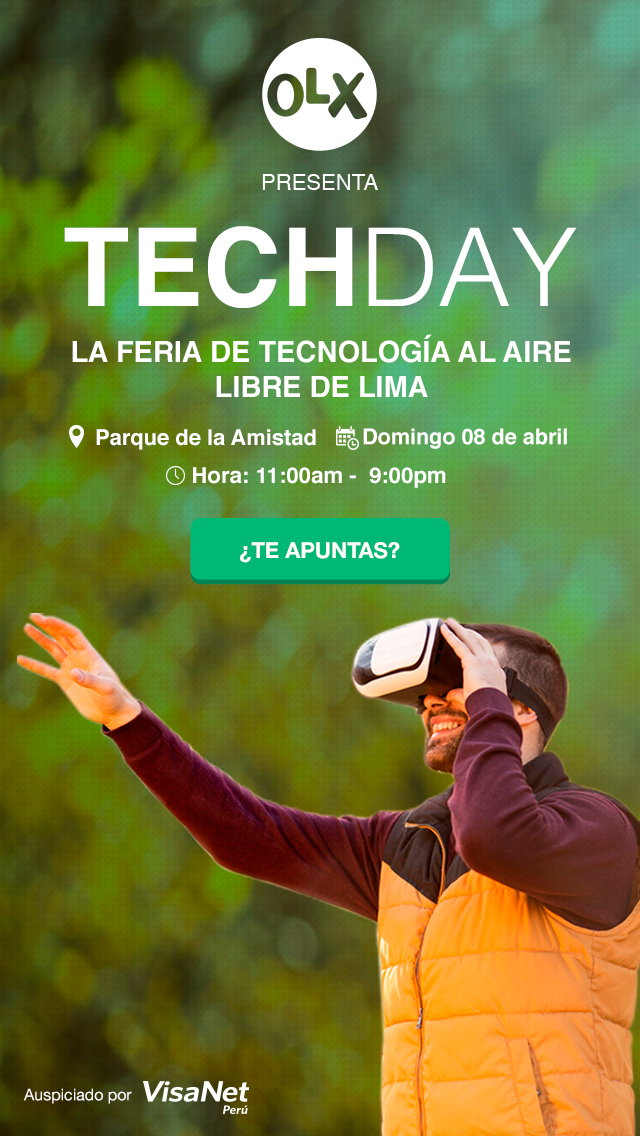 OLX
PRESENTA
TECHDAY
LA FERIA DE TECNOLOGÍA AL AIRE
LIBRE DE LIMA
Parque de la Amistad Domingo 08 de abril
Hora: 11:00am - 9:00pm
¿TE APUNTAS?
Auspiciado por VisaNet
Perú